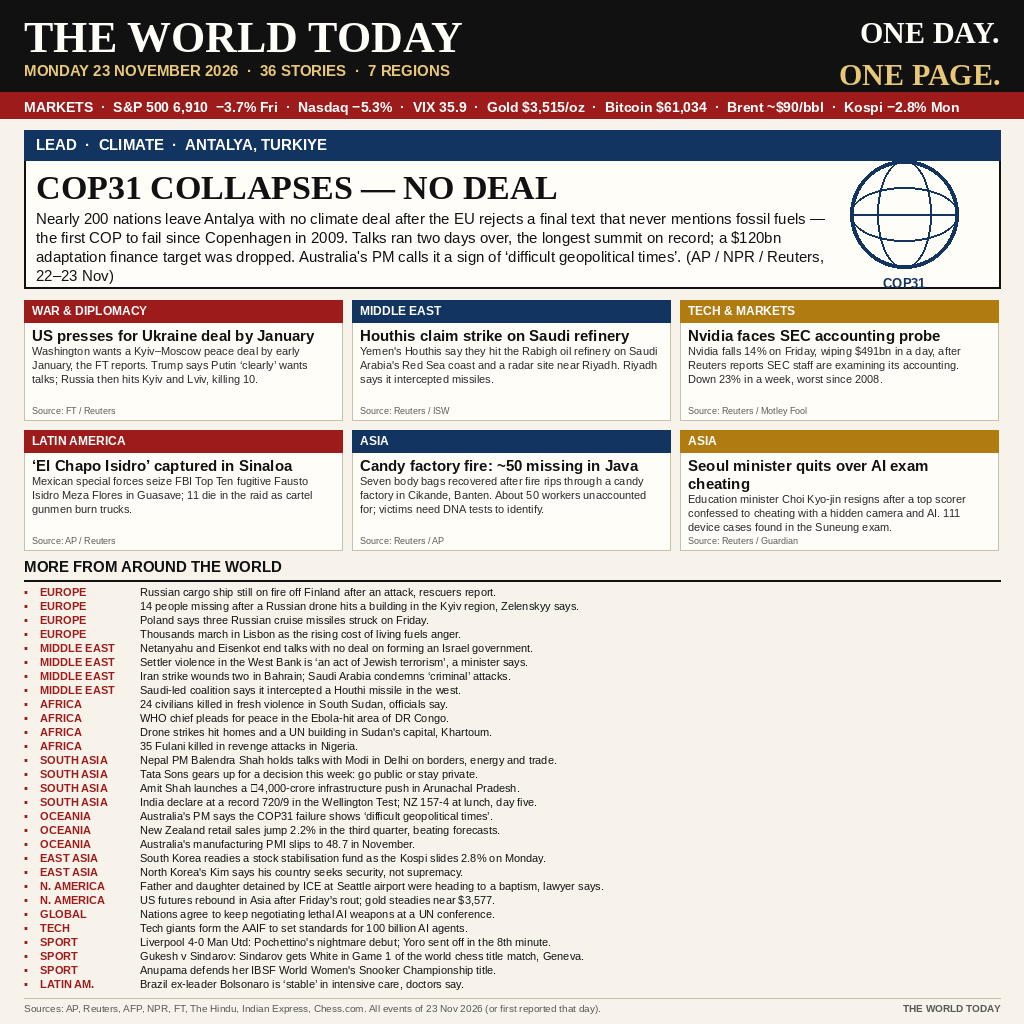 THE WORLD TODAY
MONDAY 23 NOVEMBER 2026 · 36 STORIES · 7 REGIONS
ONE DAY.
ONE PAGE.
MARKETS · S&P 500 6,910 −3.7% Fri · Nasdaq −5.3% · VIX 35.9 · Gold $3,515/oz · Bitcoin $61,034 · Brent ~$90/bbl · Kospi −2.8% Mon
LEAD · CLIMATE · ANTALYA, TURKIYE
COP31 COLLAPSES — NO DEAL
Nearly 200 nations leave Antalya with no climate deal after the EU rejects a final text that never mentions fossil fuels —
the first COP to fail since Copenhagen in 2009. Talks ran two days over, the longest summit on record; a $120bn
adaptation finance target was dropped. Australia's PM calls it a sign of ‘difficult geopolitical times’. (AP / NPR / Reuters,
22–23 Nov)
COP31
WAR & DIPLOMACY
US presses for Ukraine deal by January
Washington wants a Kyiv–Moscow peace deal by early
January, the FT reports. Trump says Putin ‘clearly’ wants
talks; Russia then hits Kyiv and Lviv, killing 10.
Source: FT / Reuters
MIDDLE EAST
Houthis claim strike on Saudi refinery
Yemen's Houthis say they hit the Rabigh oil refinery on Saudi
Arabia's Red Sea coast and a radar site near Riyadh. Riyadh
says it intercepted missiles.
Source: Reuters / ISW
TECH & MARKETS
Nvidia faces SEC accounting probe
Nvidia falls 14% on Friday, wiping $491bn in a day, after
Reuters reports SEC staff are examining its accounting.
Down 23% in a week, worst since 2008.
Source: Reuters / Motley Fool
LATIN AMERICA
‘El Chapo Isidro’ captured in Sinaloa
Mexican special forces seize FBI Top Ten fugitive Fausto
Isidro Meza Flores in Guasave; 11 die in the raid as cartel
gunmen burn trucks.
Source: AP / Reuters
ASIA
Candy factory fire: ~50 missing in Java
Seven body bags recovered after fire rips through a candy
factory in Cikande, Banten. About 50 workers unaccounted
for; victims need DNA tests to identify.
Source: Reuters / AP
ASIA
Seoul minister quits over AI exam
cheating
Education minister Choi Kyo-jin resigns after a top scorer
confessed to cheating with a hidden camera and AI. 111
device cases found in the Suneung exam.
Source: Reuters / Guardian
MORE FROM AROUND THE WORLD
▪ EUROPE Russian cargo ship still on fire off Finland after an attack, rescuers report.
▪ EUROPE 14 people missing after a Russian drone hits a building in the Kyiv region, Zelenskyy says.
▪ EUROPE Poland says three Russian cruise missiles struck on Friday.
▪ EUROPE Thousands march in Lisbon as the rising cost of living fuels anger.
▪ MIDDLE EAST Netanyahu and Eisenkot end talks with no deal on forming an Israel government.
▪ MIDDLE EAST Settler violence in the West Bank is ‘an act of Jewish terrorism’, a minister says.
▪ MIDDLE EAST Iran strike wounds two in Bahrain; Saudi Arabia condemns ‘criminal’ attacks.
▪ MIDDLE EAST Saudi-led coalition says it intercepted a Houthi missile in the west.
▪ AFRICA 24 civilians killed in fresh violence in South Sudan, officials say.
▪ AFRICA WHO chief pleads for peace in the Ebola-hit area of DR Congo.
▪ AFRICA Drone strikes hit homes and a UN building in Sudan's capital, Khartoum.
▪ AFRICA 35 Fulani killed in revenge attacks in Nigeria.
▪ SOUTH ASIA Nepal PM Balendra Shah holds talks with Modi in Delhi on borders, energy and trade.
▪ SOUTH ASIA Tata Sons gears up for a decision this week: go public or stay private.
▪ SOUTH ASIA Amit Shah launches a □4,000-crore infrastructure push in Arunachal Pradesh.
▪ SOUTH ASIA India declare at a record 720/9 in the Wellington Test; NZ 157-4 at lunch, day five.
▪ OCEANIA Australia's PM says the COP31 failure shows ‘difficult geopolitical times’.
▪ OCEANIA New Zealand retail sales jump 2.2% in the third quarter, beating forecasts.
▪ OCEANIA Australia's manufacturing PMI slips to 48.7 in November.
▪ EAST ASIA South Korea readies a stock stabilisation fund as the Kospi slides 2.8% on Monday.
▪ EAST ASIA North Korea's Kim says his country seeks security, not supremacy.
▪ N. AMERICA Father and daughter detained by ICE at Seattle airport were heading to a baptism, lawyer says.
▪ N. AMERICA US futures rebound in Asia after Friday's rout; gold steadies near $3,577.
▪ GLOBAL Nations agree to keep negotiating lethal AI weapons at a UN conference.
▪ TECH Tech giants form the AAIF to set standards for 100 billion AI agents.
▪ SPORT Liverpool 4-0 Man Utd: Pochettino's nightmare debut; Yoro sent off in the 8th minute.
▪ SPORT Gukesh v Sindarov: Sindarov gets White in Game 1 of the world chess title match, Geneva.
▪ SPORT Anupama defends her IBSF World Women's Snooker Championship title.
▪ LATIN AM. Brazil ex-leader Bolsonaro is ‘stable’ in intensive care, doctors say.
Sources: AP, Reuters, AFP, NPR, FT, The Hindu, Indian Express, Chess.com. All events of 23 Nov 2026 (or first reported that day).
THE WORLD TODAY